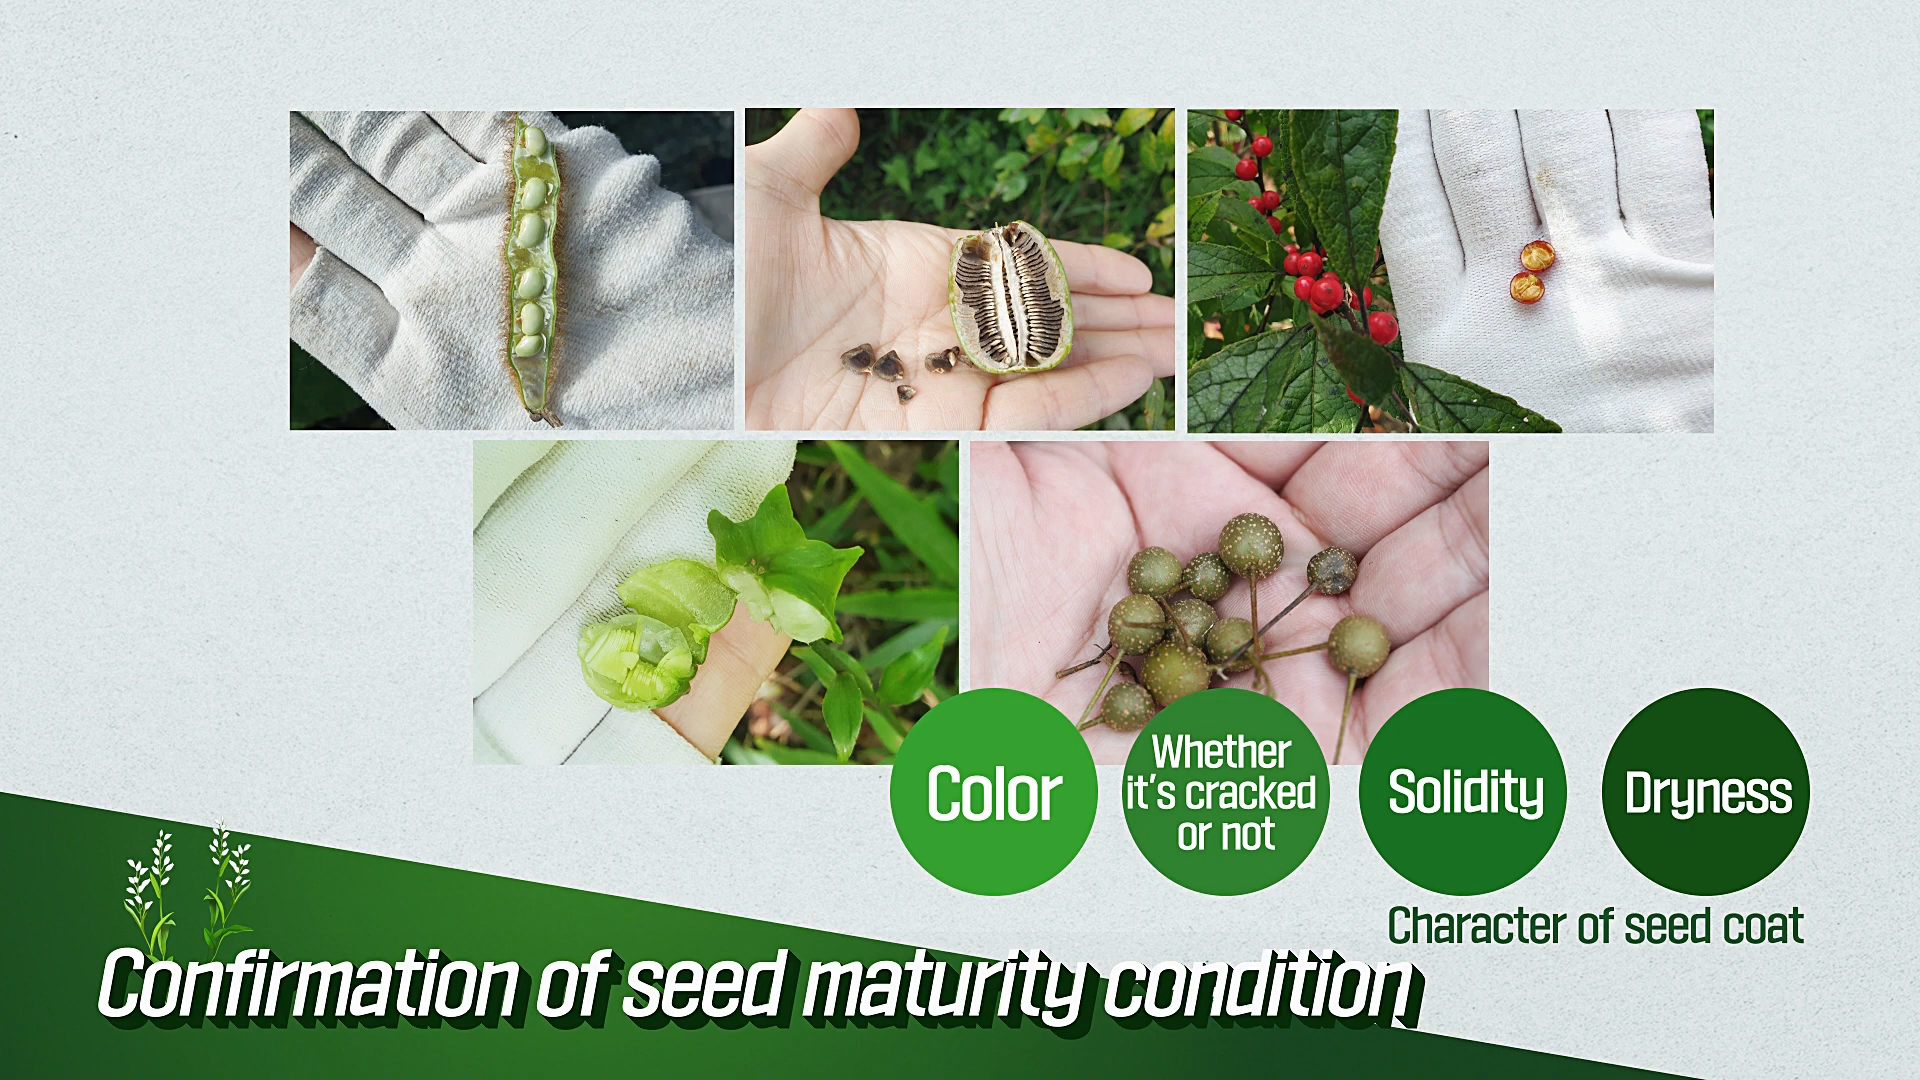 Color
Whether
it's cracked
or not
Solidity
Dryness
Character of seed coat
Confirmation of seed maturity condition